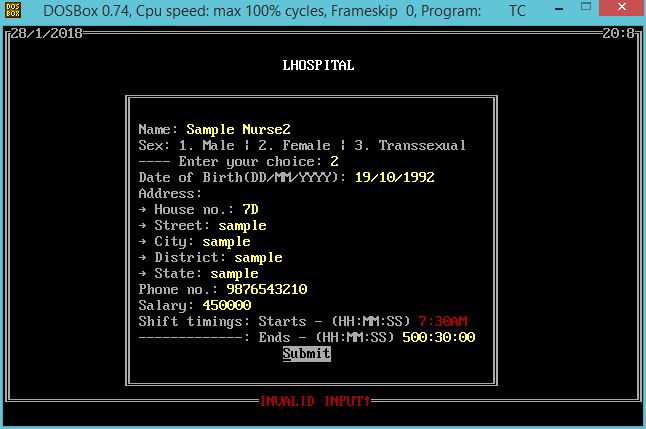 DOS BOX DOSBox 0.74, Cpu speed: max 100% cycles, Frameskip 0, Program: TC
28/1/2018 20:8
LHOSPITAL
Name: Sample Nurse2
Sex: 1. Male ¦ 2. Female ¦ 3. Transsexual
---- Enter your choice: 2
Date of Birth(DD/MM/YYYY): 19/10/1992
Address:
→ House no.: 7D
→ Street: sample
→ City: sample
→ District: sample
→ State: sample
Phone no.: 9876543210
Salary: 450000
Shift timings: Starts - (HH:MM:SS) 7:30AM
-------------: Ends - (HH:MM:SS) 500:30:00
Submit
INVALID INPUT!